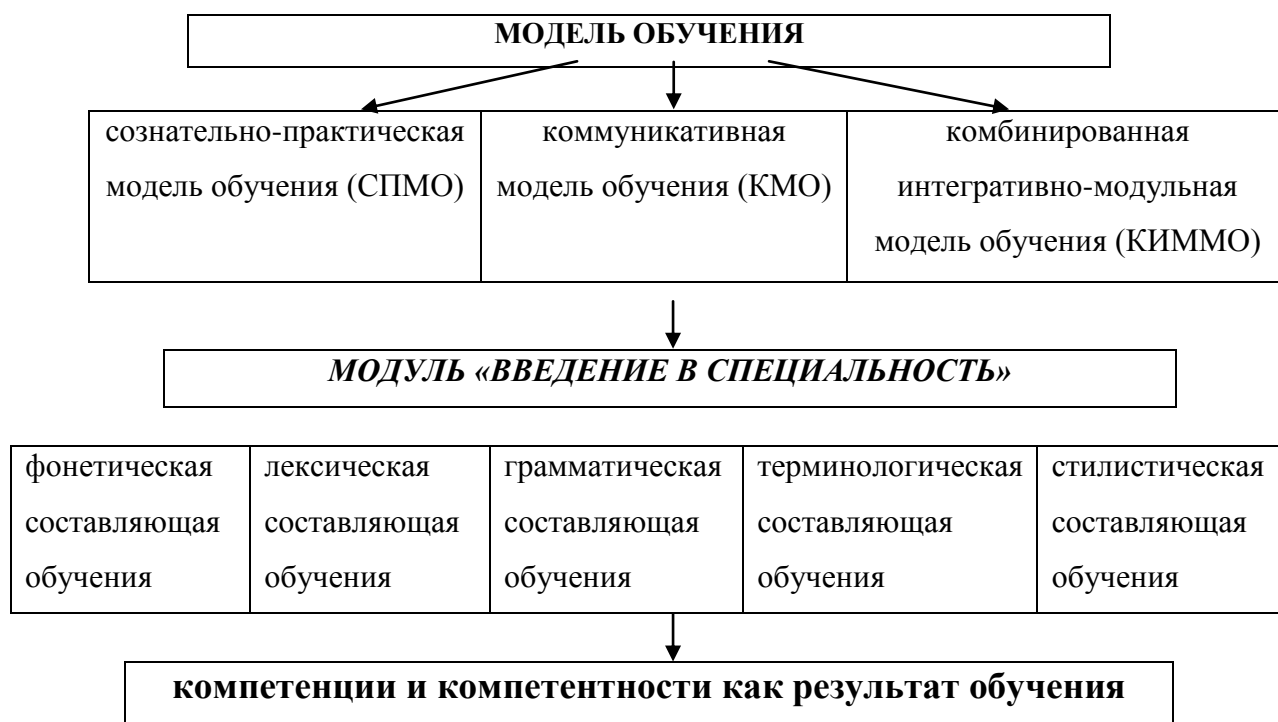 МОДЕЛЬ ОБУЧЕНИЯ
сознательно-практическая
модель обучения (СПМО)
коммуникативная
модель обучения (КМО)
комбинированная
интегративно-модульная
модель обучения (КИММО)
МОДУЛЬ «ВВЕДЕНИЕ В СПЕЦИАЛЬНОСТЬ»
фонетическая
составляющая
обучения
лексическая
составляющая
обучения
грамматическая
составляющая
обучения
терминологическая
составляющая
обучения
стилистическая
составляющая
обучения
компетенции и компетентности как результат обучения